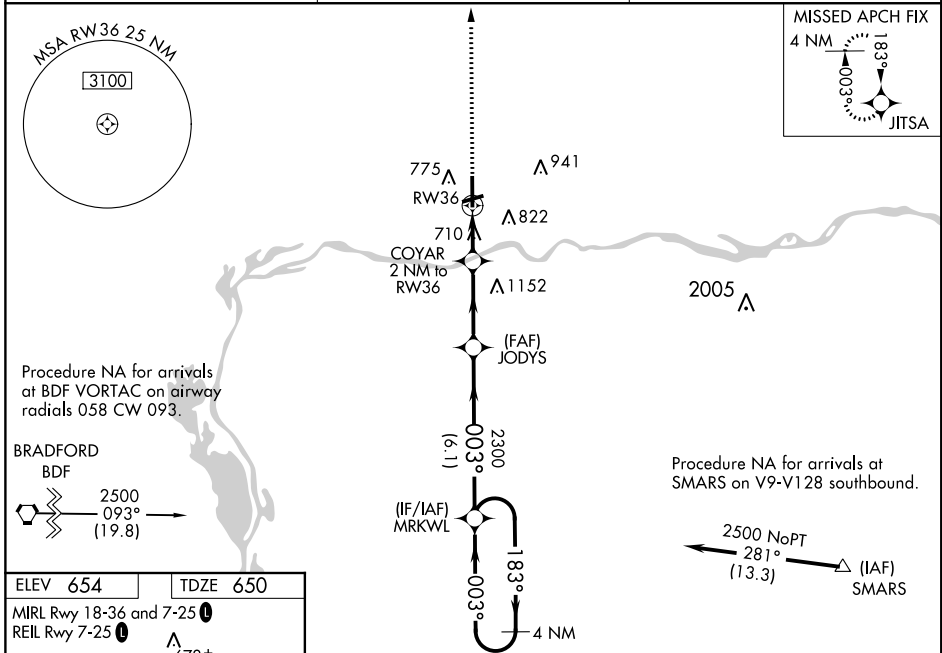 MSA RW36 25 NM
3100
MISSED APCH FIX
4 NM
183°
003°
JITSA
775
941
RW36
822
710
COYAR
2 NM to
RW36
1152
2005
(FAF)
JODYS
Procedure NA for arrivals
at BDF VORTAC on airway
radials 058 CW 093.
2300
003°
(6.1)
BRADFORD
BDF
2500
093°
(19.8)
(IF/IAF)
MRKWL
183°
003°
4 NM
Procedure NA for arrivals at
SMARS on V9-V128 southbound.
2500 NoPT
281°
(13.3)
(IAF)
SMARS
ELEV 654
TDZE 650
MIRL Rwy 18-36 and 7-25 L
REIL Rwy 7-25 L